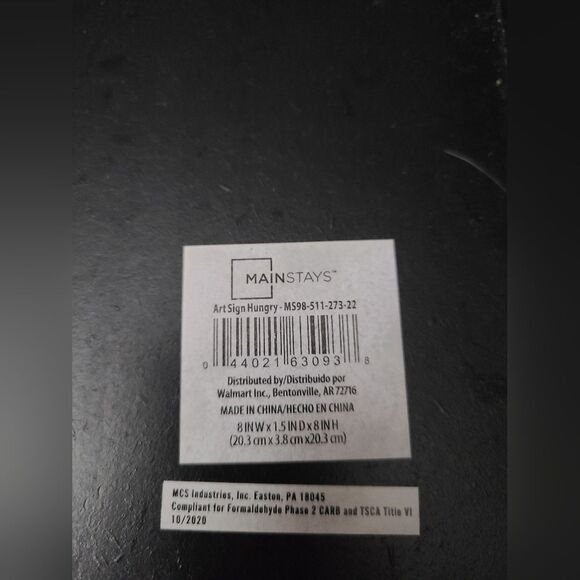 MAINSTAYS™
Art Sign Hungry - MS98-511-273-22
0 44021 63093 8
Distributed by/Distribuido por
Walmart Inc., Bentonville, AR 72716
MADE IN CHINA/HECHO EN CHINA
8 IN W x 1.5 IN D x 8 IN H
(20.3 cm x 3.8 cm x 20.3 cm)
MCS Industries, Inc. Easton, PA 18045
Compliant for Formaldehyde Phase 2 CARB and TSCA Title VI
10/2020